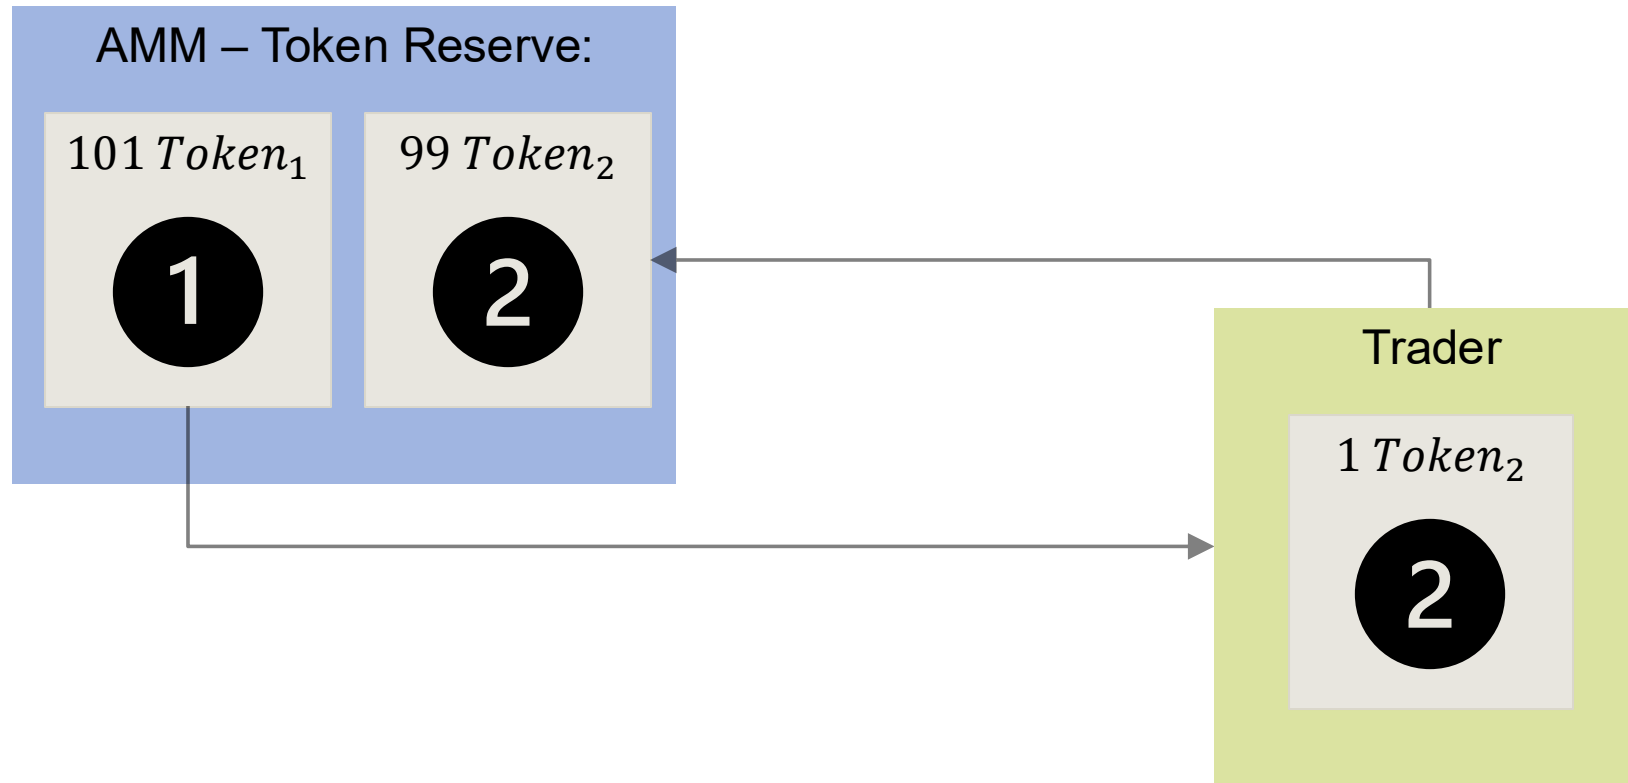 AMM – Token Reserve:
101 Token₁
99 Token₂
1
2
Trader
1 Token₂
2